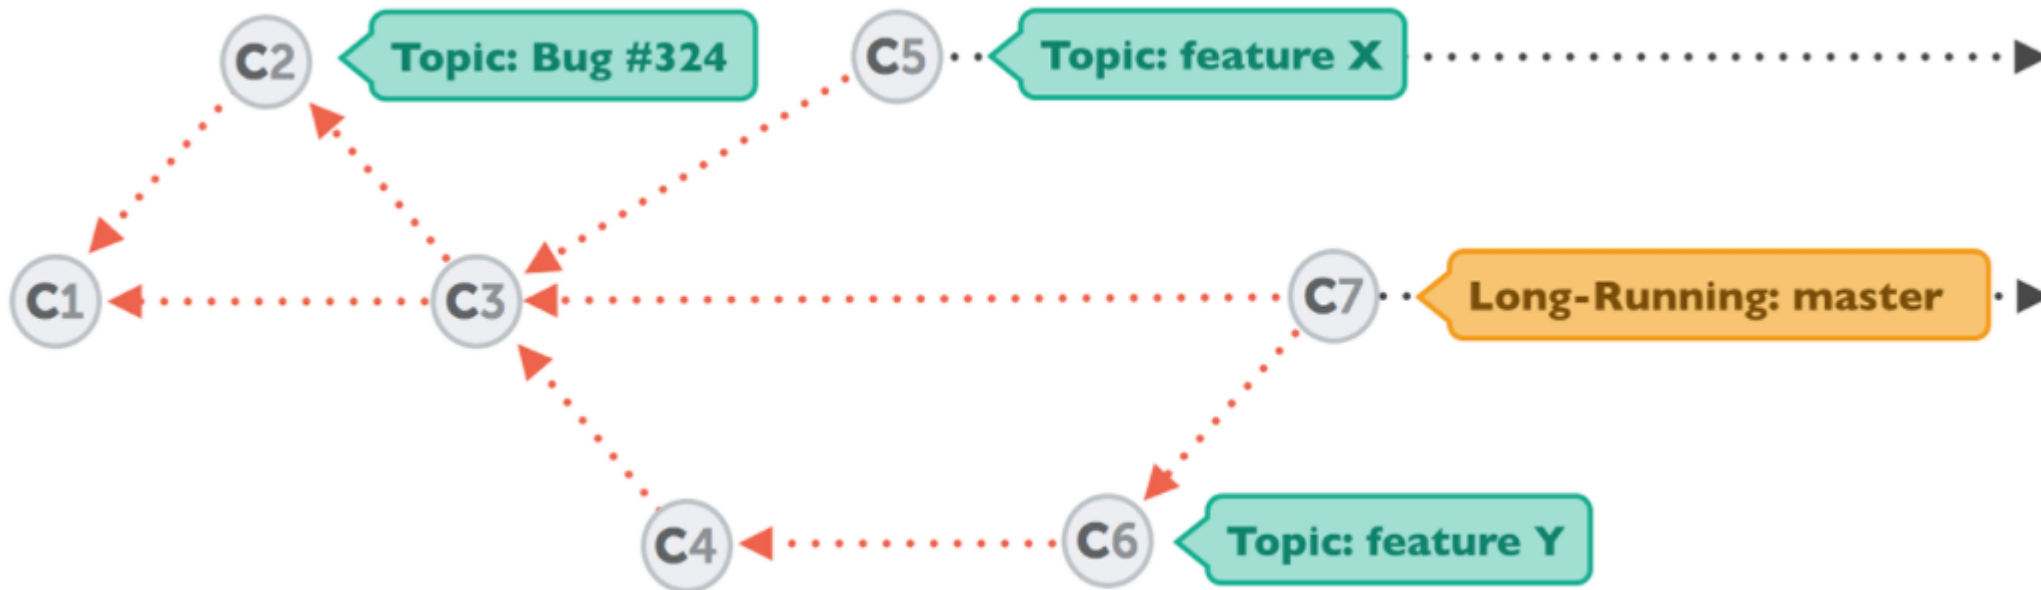 C2
Topic: Bug #324
C5
Topic: feature X
C1
C3
C7
Long-Running: master
C4
C6
Topic: feature Y